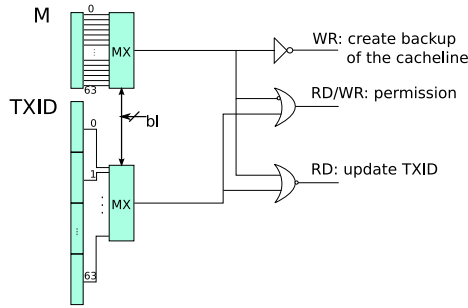 M
0
...
63
MX
WR: create backup
of the cacheline
RD/WR: permission
TXID
bl
0
1
...
...
63
MX
RD: update TXID